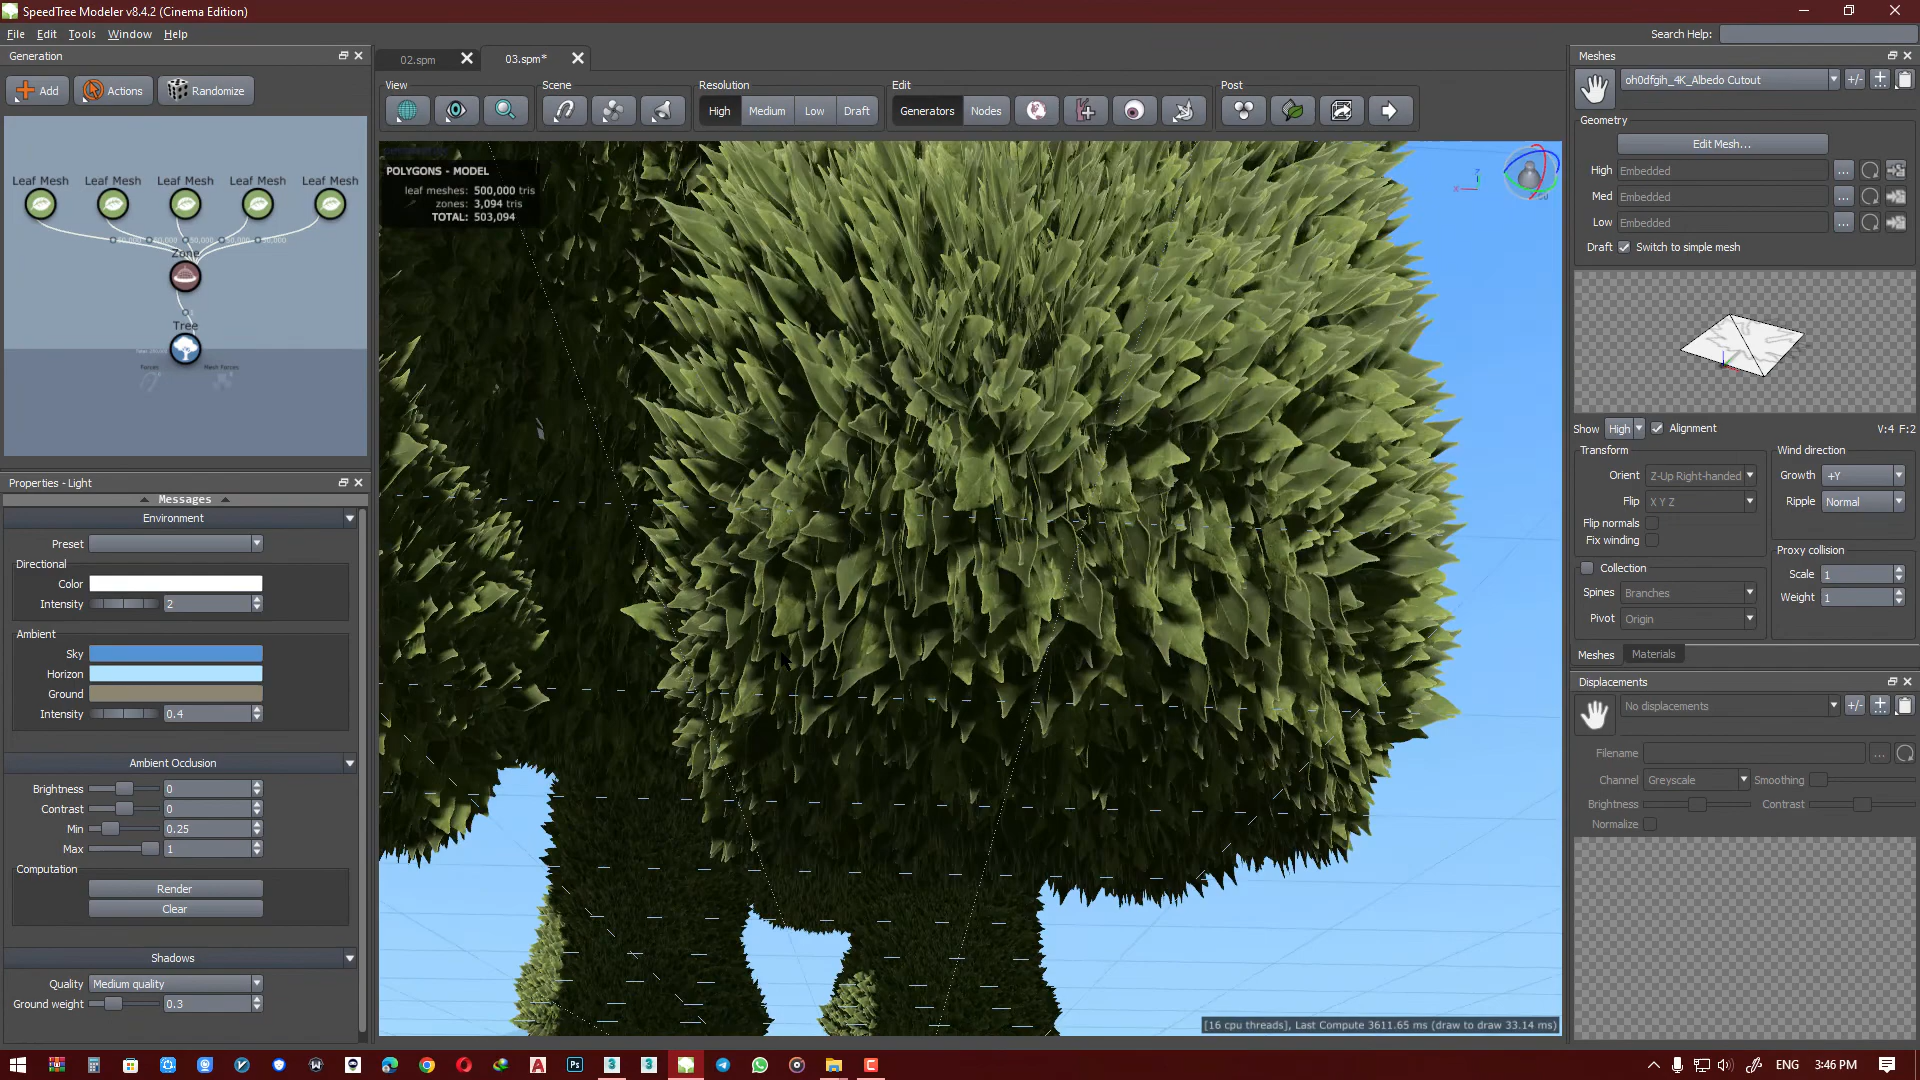 SpeedTree Modeler v8.4.2 (Cinema Edition)
File Edit Tools Window Help
Search Help:
Generation
Add Actions Randomize
Leaf Mesh Leaf Mesh Leaf Mesh Leaf Mesh Leaf Mesh
Zone
Tree
Forces Mesh Forces
Properties - Light
Messages
Environment
Preset
Directional
Color
Intensity 2
Ambient
Sky
Horizon
Ground
Intensity 0.4
Ambient Occlusion
Brightness 0
Contrast 0
Min 0.25
Max 1
Computation
Render
Clear
Shadows
Quality Medium quality
Ground weight 0.3
02.spm 03.spm*
View Scene Resolution Edit Post
High Medium Low Draft Generators Nodes
POLYGONS - MODEL
leaf meshes: 500,000 tris
zones: 3,094 tris
TOTAL: 503,094
[16 cpu threads], Last Compute 3611.65 ms (draw to draw 33.14 ms)
Meshes
oh0dfgih_4K_Albedo Cutout +/-
Geometry
Edit Mesh...
High Embedded ...
Med Embedded ...
Low Embedded ...
Draft Switch to simple mesh
Show High Alignment V:4 F:2
Transform
Orient Z-Up Right-handed
Flip X Y Z
Flip normals
Fix winding
Wind direction
Growth +Y
Ripple Normal
Proxy collision
Scale 1
Weight 1
Collection
Spines Branches
Pivot Origin
Meshes Materials
Displacements
No displacements +/-
Filename ...
Channel Greyscale Smoothing
Brightness Contrast
Normalize
ENG 3:46 PM